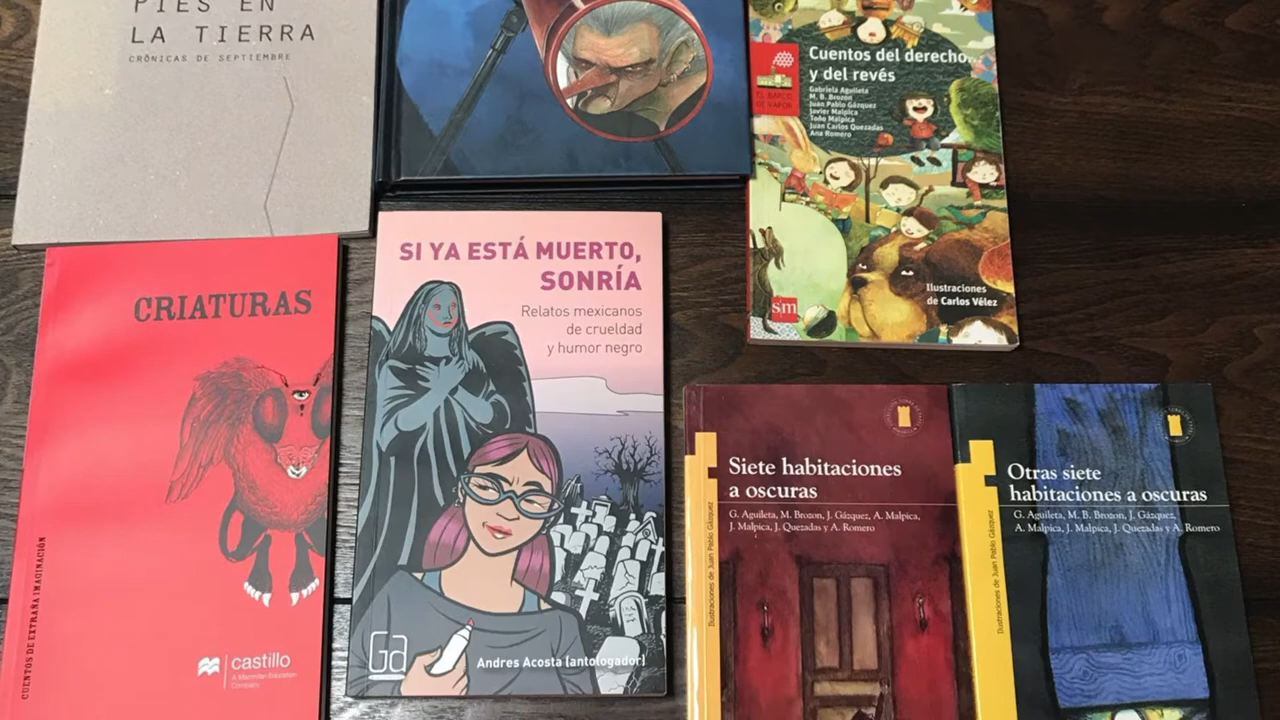 PIES EN
LA TIERRA
CRÓNICAS DE SEPTIEMBRE
Cuentos del derecho...
y del revés
Gabriela Aguileta
M. B. Brozon
Juan Pablo Gázquez
Javier Malpica
Toño Malpica
Juan Carlos Quezadas
Ana Romero
EL BARCO
DE VAPOR
Ilustraciones
de Carlos Vélez
sm
CRIATURAS
CUENTOS DE EXTRAÑA IMAGINACIÓN
castillo
A Macmillan Education
Company
SI YA ESTÁ MUERTO,
SONRÍA
Relatos mexicanos
de crueldad
y humor negro
Ga
Andres Acosta (antologador)
Siete habitaciones
a oscuras
G. Aguileta, M. Brozon, J. Gázquez, A. Malpica,
J. Malpica, J. Quezadas y A. Romero
Ilustraciones de Juan Pablo Gázquez
Otras siete
habitaciones a oscuras
G. Aguileta, M. B. Brozon, J. Gázquez,
A. Malpica, J. Malpica, J. Quezadas y A. Romero
Ilustraciones de Juan Pablo Gázquez